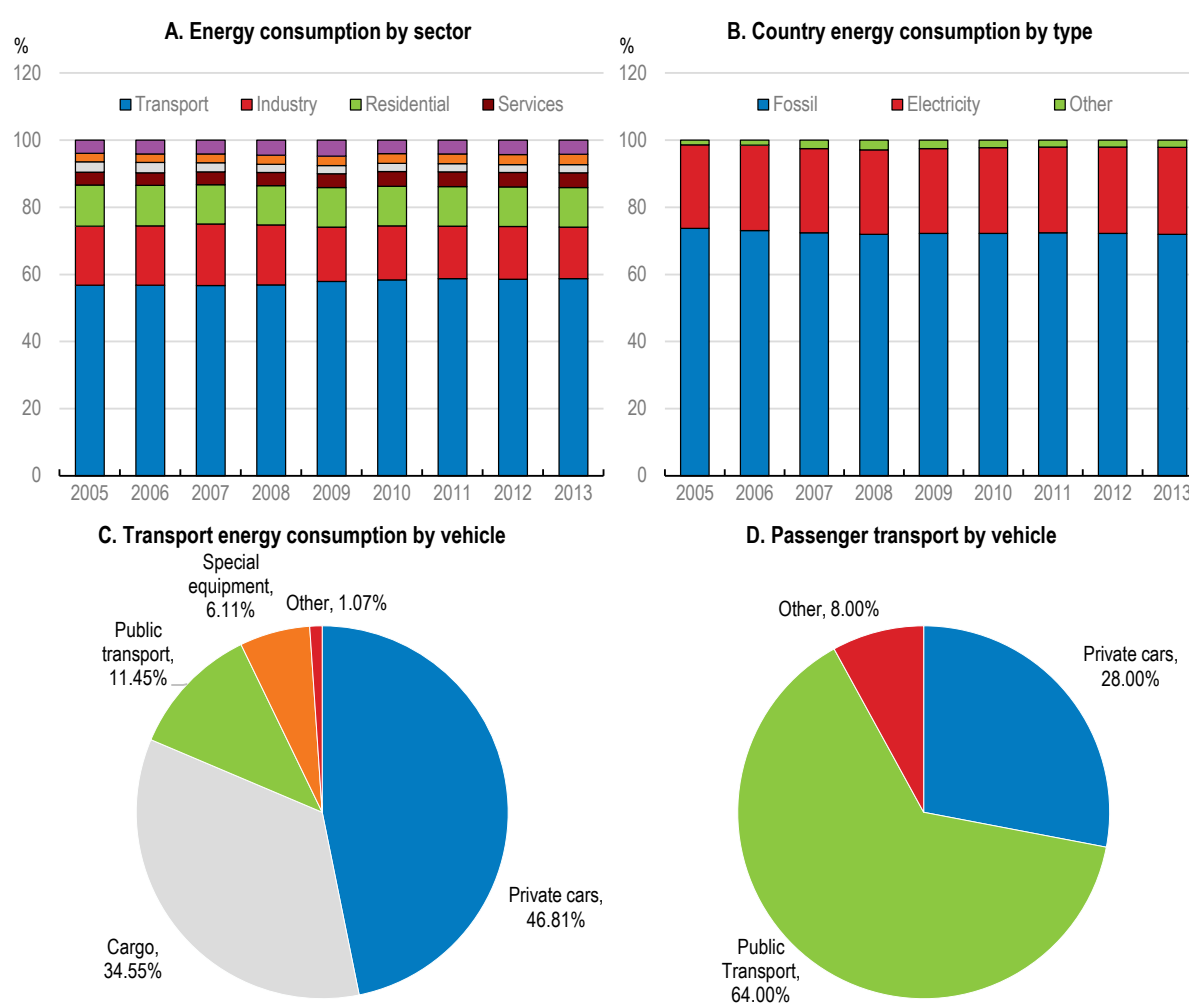 A. Energy consumption by sector
%
120
Transport Industry Residential Services
100
80
60
40
20
0
2005 2006 2007 2008 2009 2010 2011 2012 2013
B. Country energy consumption by type
%
120
Fossil Electricity Other
100
80
60
40
20
0
2005 2006 2007 2008 2009 2010 2011 2012 2013
C. Transport energy consumption by vehicle
Special
equipment,
6.11%
Other, 1.07%
Public
transport,
11.45%
Private cars,
46.81%
Cargo,
34.55%
D. Passenger transport by vehicle
Other, 8.00%
Private cars,
28.00%
Public
Transport,
64.00%